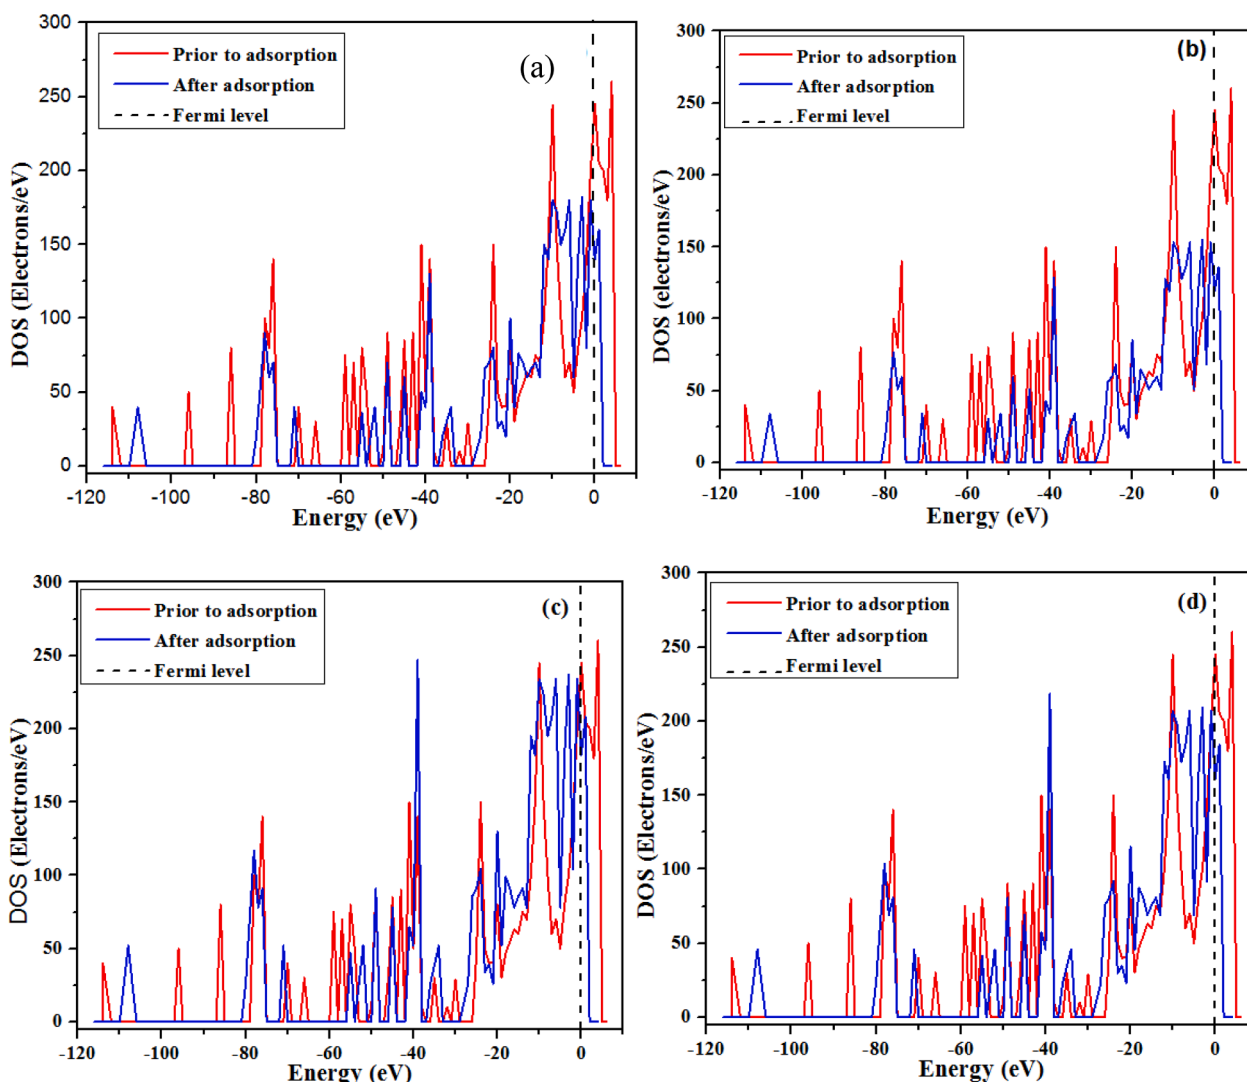 (a)
Prior to adsorption
After adsorption
Fermi level
DOS (Electrons/eV)
300
250
200
150
100
50
0
-120 -100 -80 -60 -40 -20 0
Energy (eV)
(b)
Prior to adsorption
After adsorption
Fermi level
DOS (electrons/eV)
300
250
200
150
100
50
0
-120 -100 -80 -60 -40 -20 0
Energy (eV)
(c)
Prior to adsorption
After adsorption
Fermi level
DOS (Electrons/eV)
300
250
200
150
100
50
0
-120 -100 -80 -60 -40 -20 0
Energy (eV)
(d)
Prior to adsorption
After adsorption
Fermi level
DOS (Electrons/eV)
300
250
200
150
100
50
0
-120 -100 -80 -60 -40 -20 0
Energy (eV)